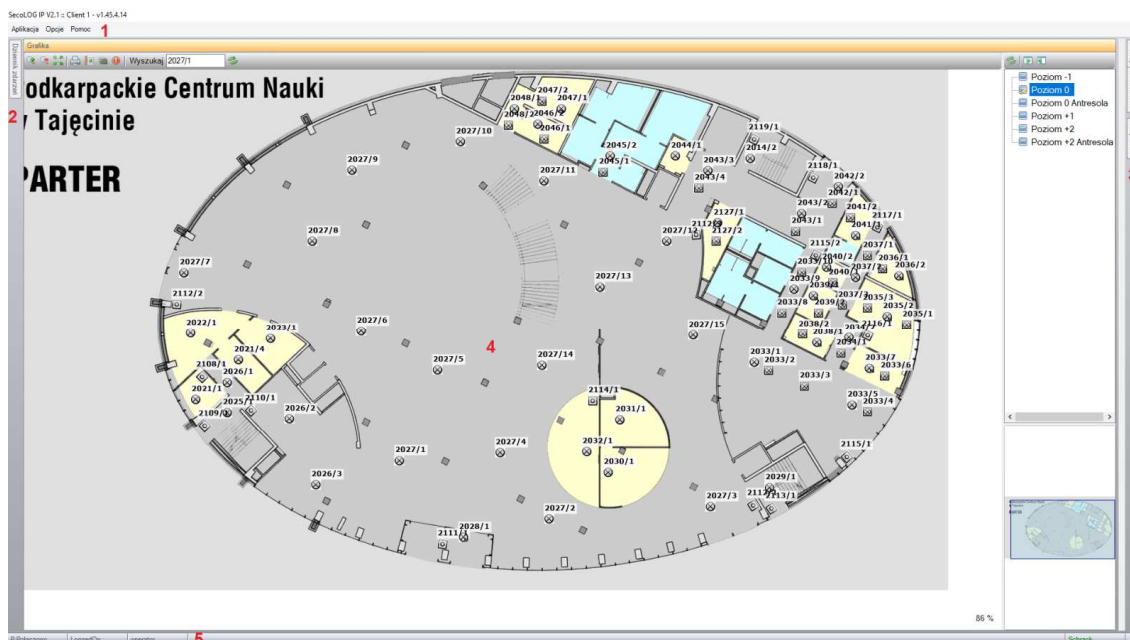 SecoLOG IP V2.1 :: Client 1 - v1.45.4.14
Aplikacja Opcje Pomoc 1
Dziennik zdarzeń
2
Grafika
Wyszukaj 2027/1
odkarpackie Centrum Nauki
Tajęcinie
PARTER
2047/2
2048/1 2047/1
2048/2 2046/2
2046/1
2027/10
2119/1
2045/2 2044/1 2014/2
2027/9 2045/1 2043/3 2118/1
2027/11 2043/4 2042/2
2042/1
2043/2 2041/2
2127/1 2117/1
2043/1 2041/1
2027/8 2027/12 2127/2
2115/2 2037/1
2040/2 2036/1
2033/10 2037/2 2036/2
2027/7 2027/13 2033/9 2039/1
2112/2 2033/8 2039/2 2035/3
2035/2
2035/1
2022/1 2023/1 2027/6 2027/15 2038/2 2116/1
2038/1
2034/1
2021/4 2027/5 2027/14 2033/1
2108/1 2033/2 2033/7
2026/1 2033/3 2033/6
2021/1 2110/1 2114/1 2033/5
2025/1 2026/2 2031/1 2033/4
2027/1 2027/4 2032/1 2115/1
2026/3 2030/1 2029/1
2027/3 2113/1
2027/2
2028/1
4
Poziom -1
Poziom 0
Poziom 0 Antresola
Poziom +1
Poziom +2
Poziom +2 Antresola
86 %
5
operator
Schrack